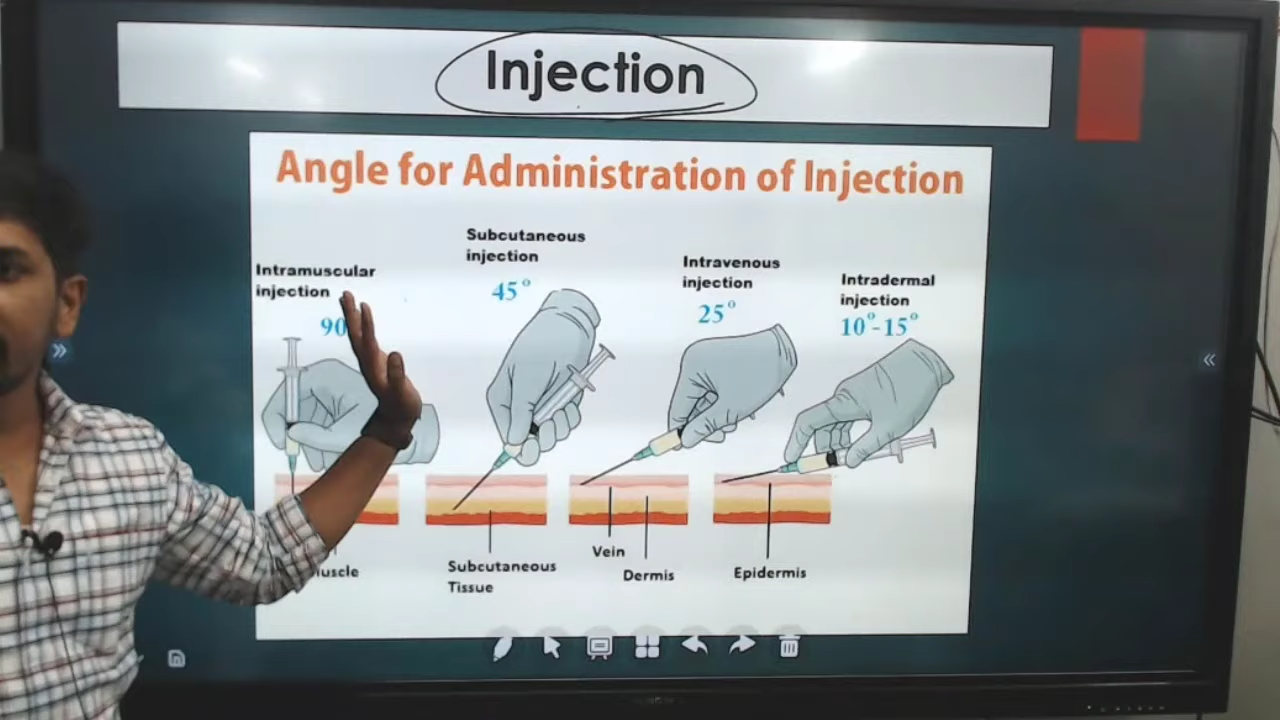 Injection
Angle for Administration of Injection
Intramuscular
injection
90
Subcutaneous
injection
45°
Intravenous
injection
25°
Intradermal
injection
10°-15°
Subcutaneous
Tissue
Vein
Dermis
Epidermis